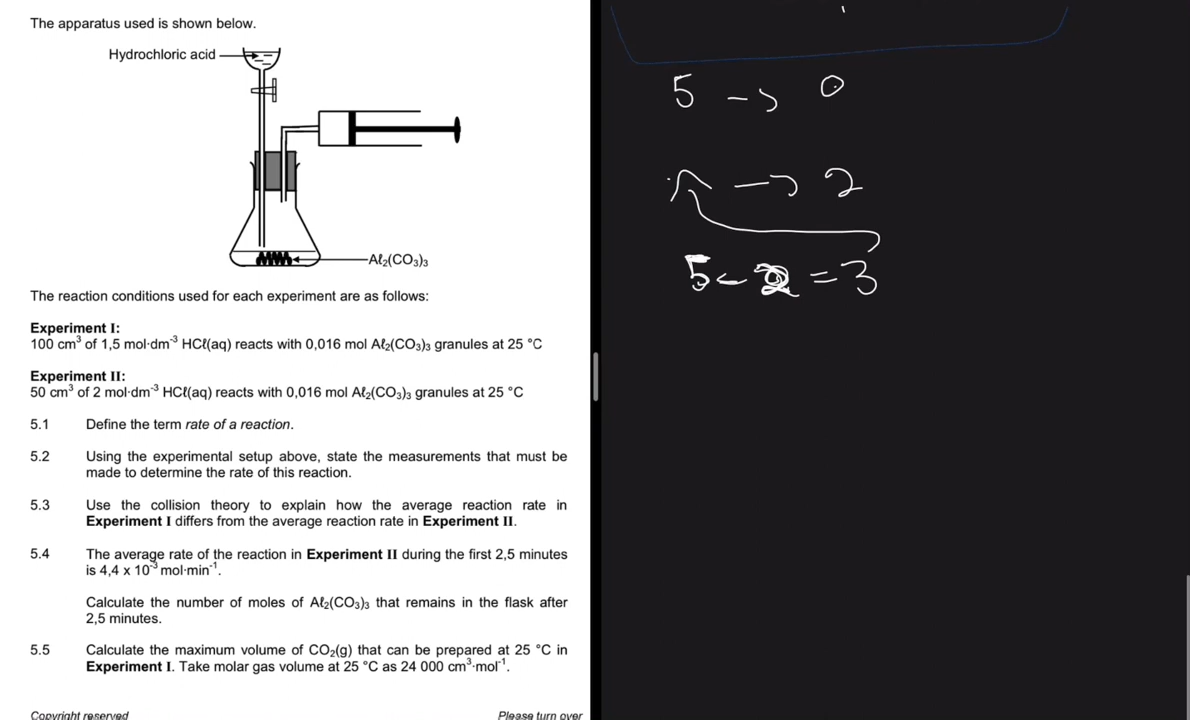 The apparatus used is shown below.
Hydrochloric acid
Aℓ₂(CO₃)₃
The reaction conditions used for each experiment are as follows:
Experiment I:
100 cm³ of 1,5 mol·dm⁻³ HCℓ(aq) reacts with 0,016 mol Aℓ₂(CO₃)₃ granules at 25 °C
Experiment II:
50 cm³ of 2 mol·dm⁻³ HCℓ(aq) reacts with 0,016 mol Aℓ₂(CO₃)₃ granules at 25 °C
5.1 Define the term rate of a reaction.
5.2 Using the experimental setup above, state the measurements that must be
made to determine the rate of this reaction.
5.3 Use the collision theory to explain how the average reaction rate in
Experiment I differs from the average reaction rate in Experiment II.
5.4 The average rate of the reaction in Experiment II during the first 2,5 minutes
is 4,4 x 10⁻³ mol·min⁻¹.
Calculate the number of moles of Aℓ₂(CO₃)₃ that remains in the flask after
2,5 minutes.
5.5 Calculate the maximum volume of CO₂(g) that can be prepared at 25 °C in
Experiment I. Take molar gas volume at 25 °C as 24 000 cm³·mol⁻¹.
Copyright reserved
Please turn over
5 → 0
→ 2
5 - 2 = 3